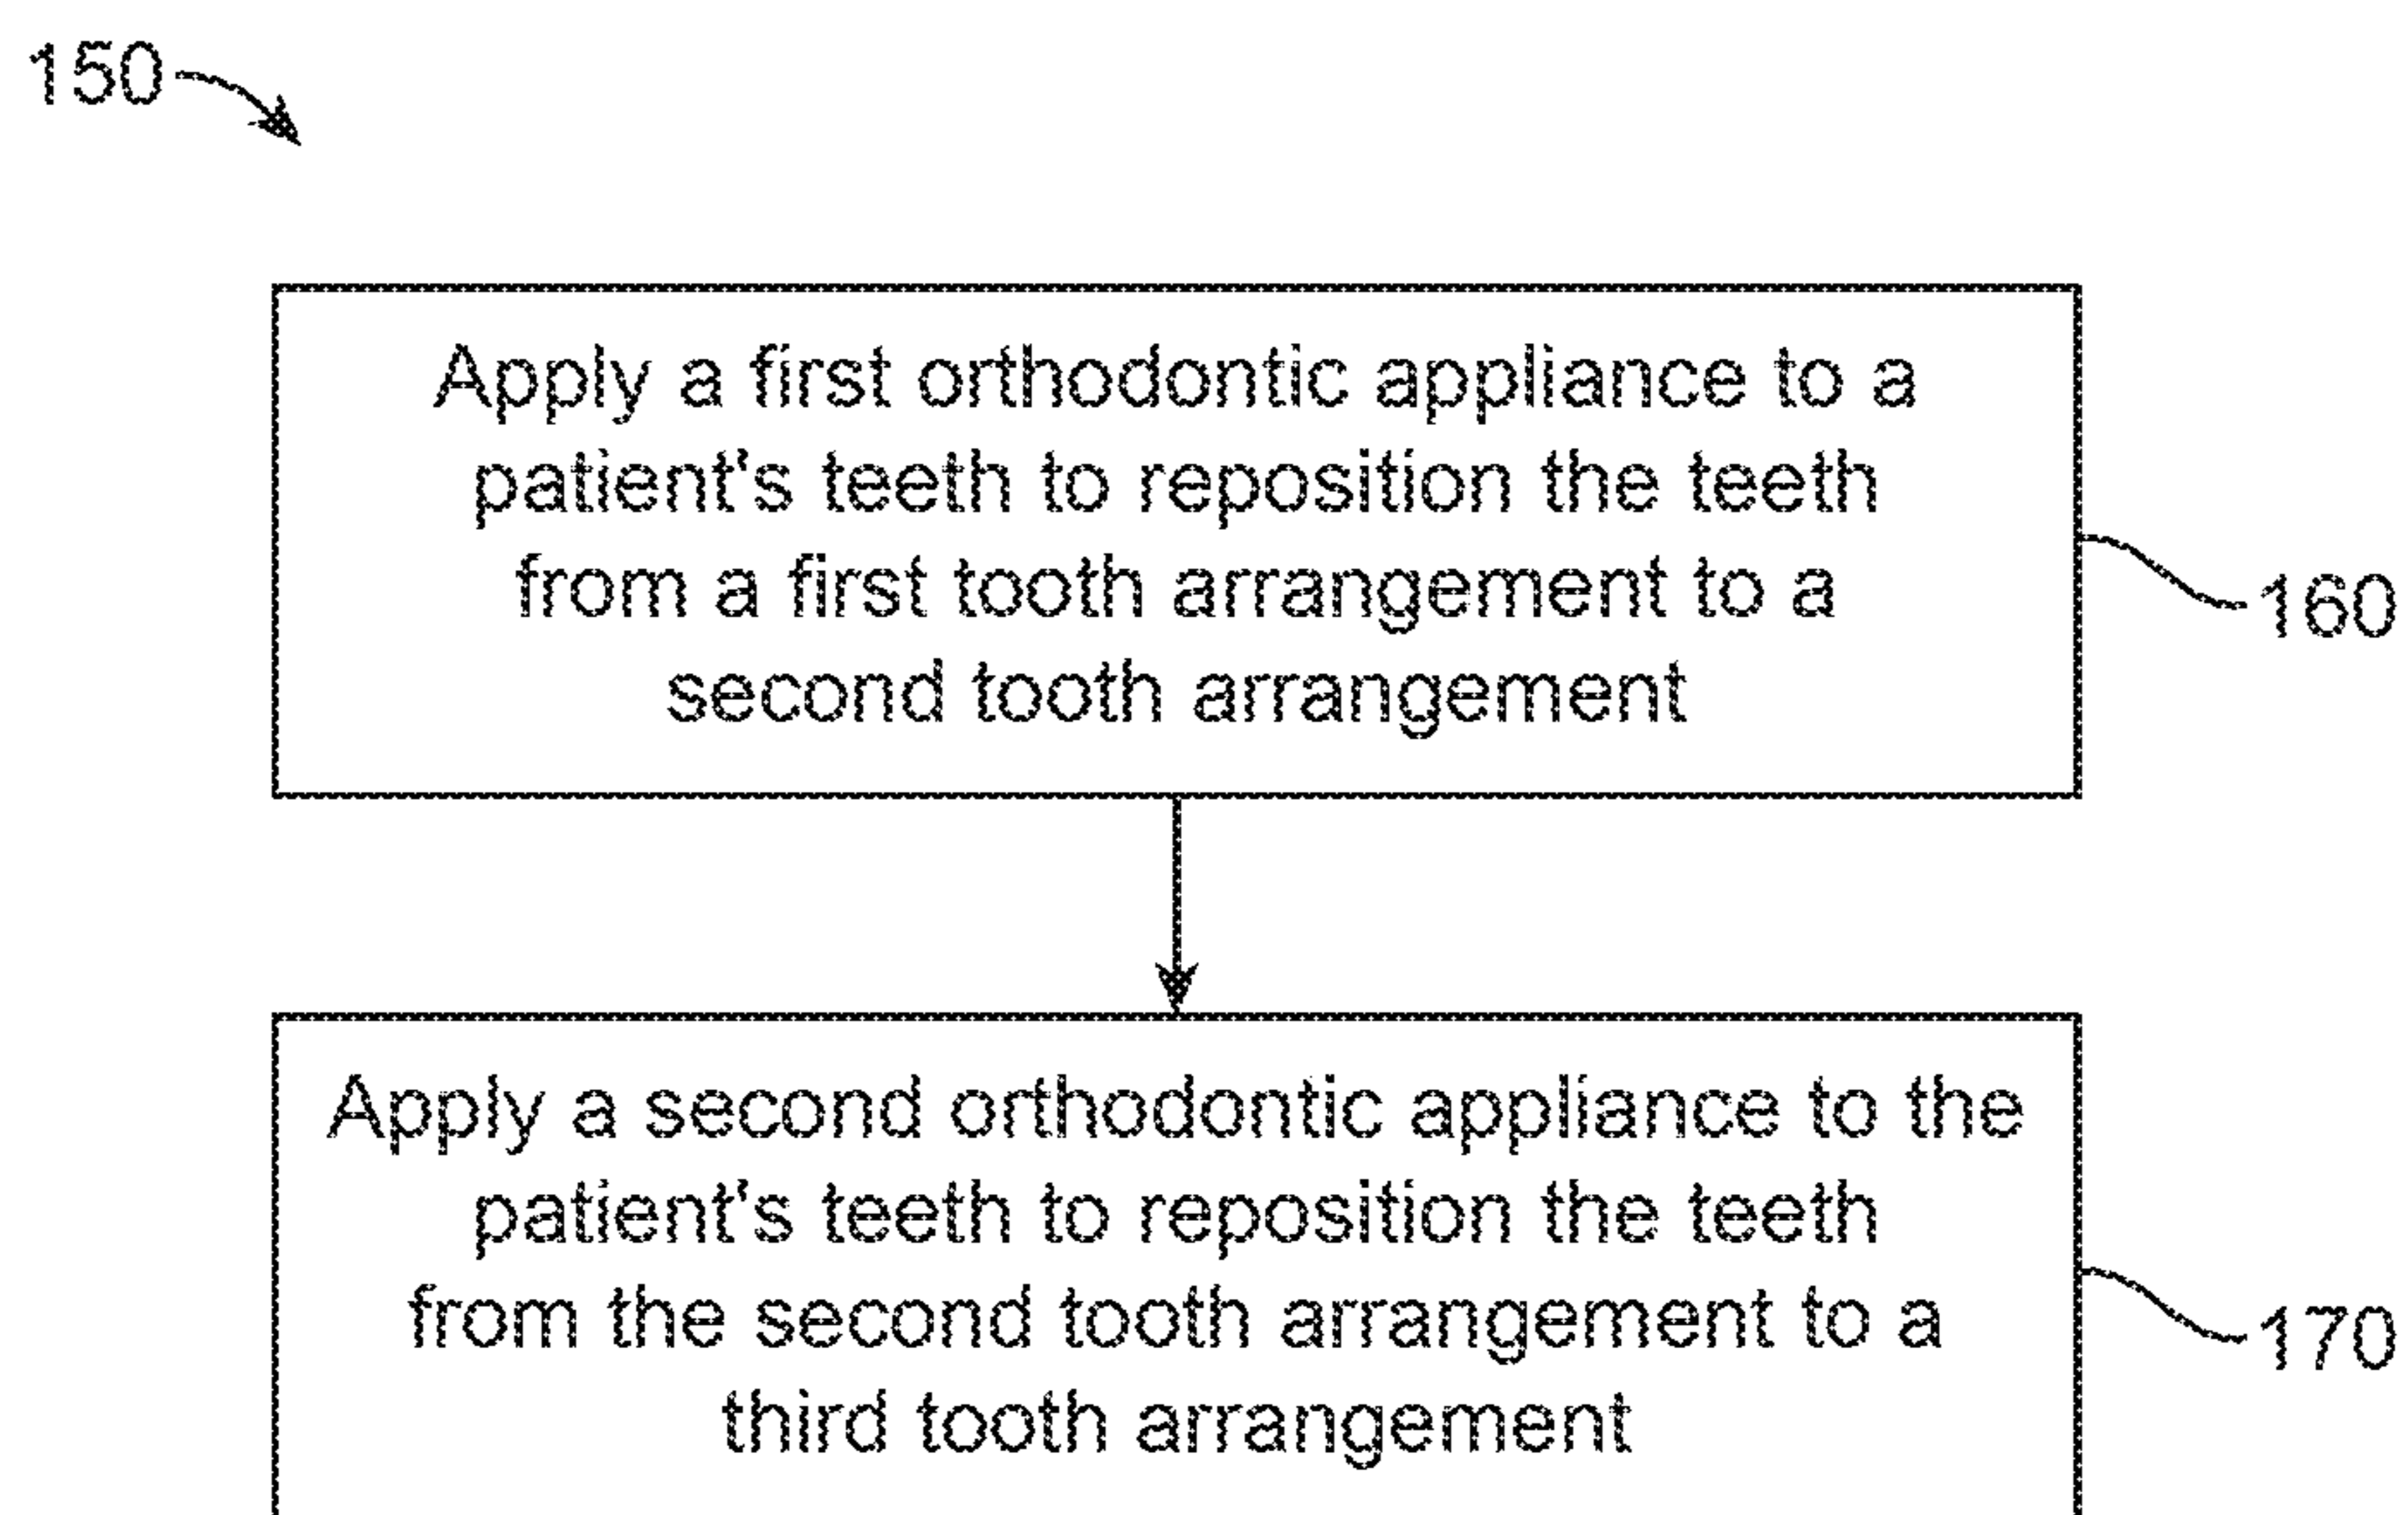 150
Apply a first orthodontic appliance to a
patient's teeth to reposition the teeth
from a first tooth arrangement to a
second tooth arrangement
160
Apply a second orthodontic appliance to the
patient's teeth to reposition the teeth
from the second tooth arrangement to a
third tooth arrangement
170